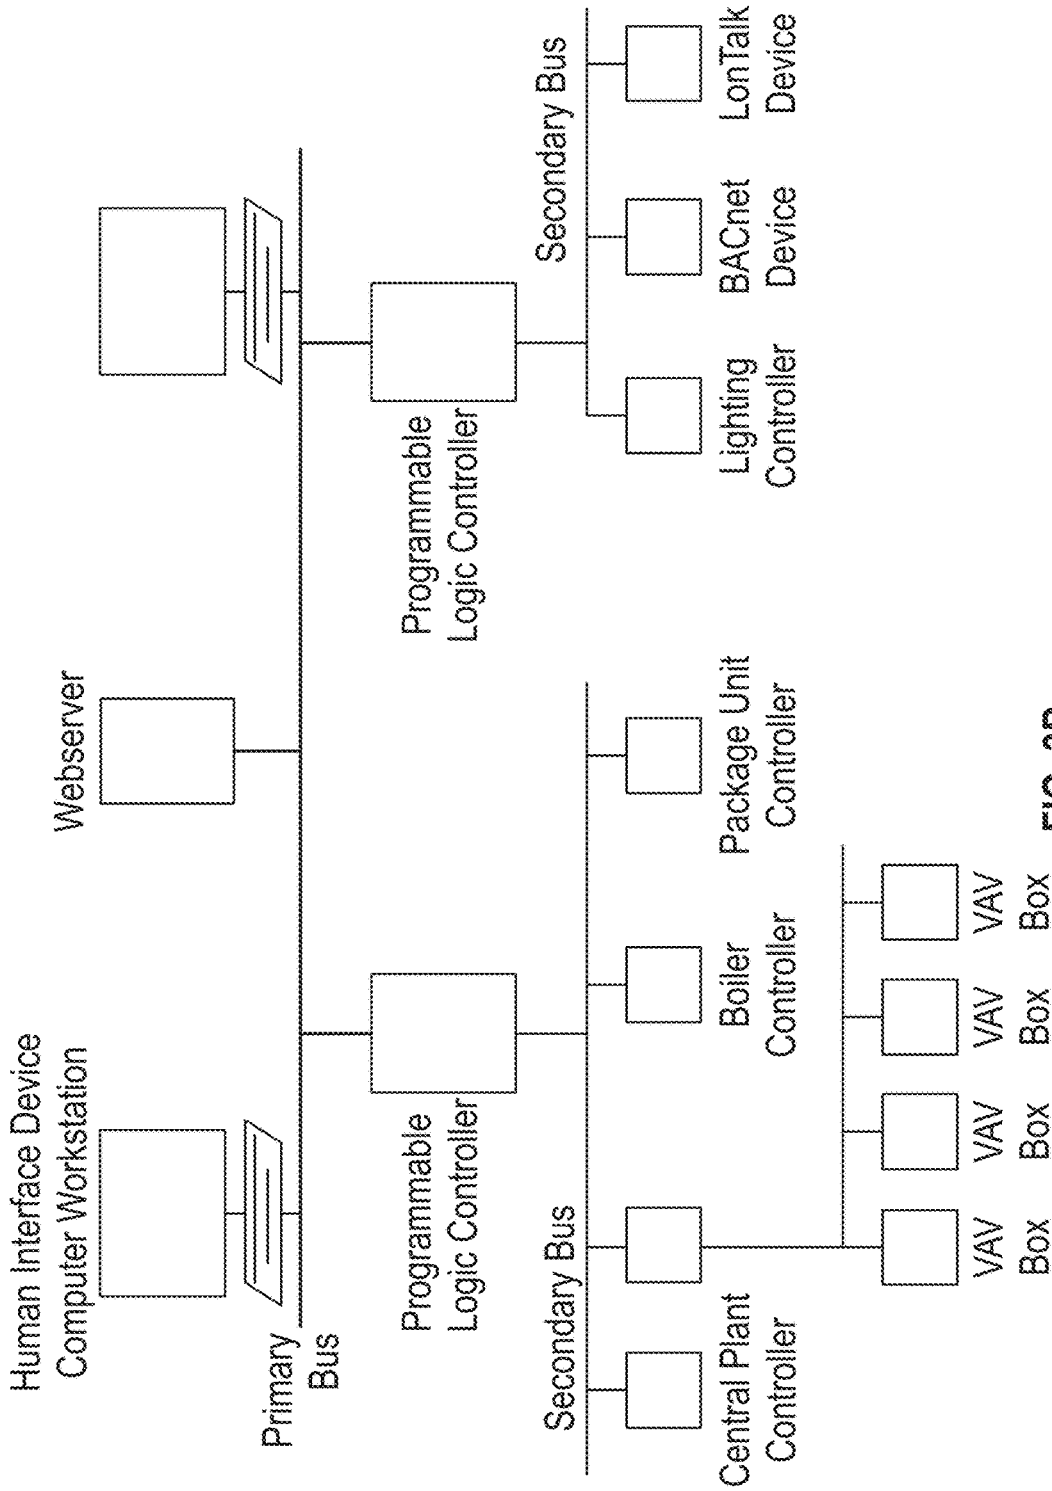 Human Interface Device
Computer Workstation
Webserver
Primary
Bus
Programmable
Logic Controller
Programmable
Logic Controller
Secondary Bus
Secondary Bus
Central Plant
Controller
Boiler
Controller
Package Unit
Controller
Lighting
Controller
BACnet
Device
LonTalk
Device
VAV
Box
VAV
Box
VAV
Box
VAV
Box